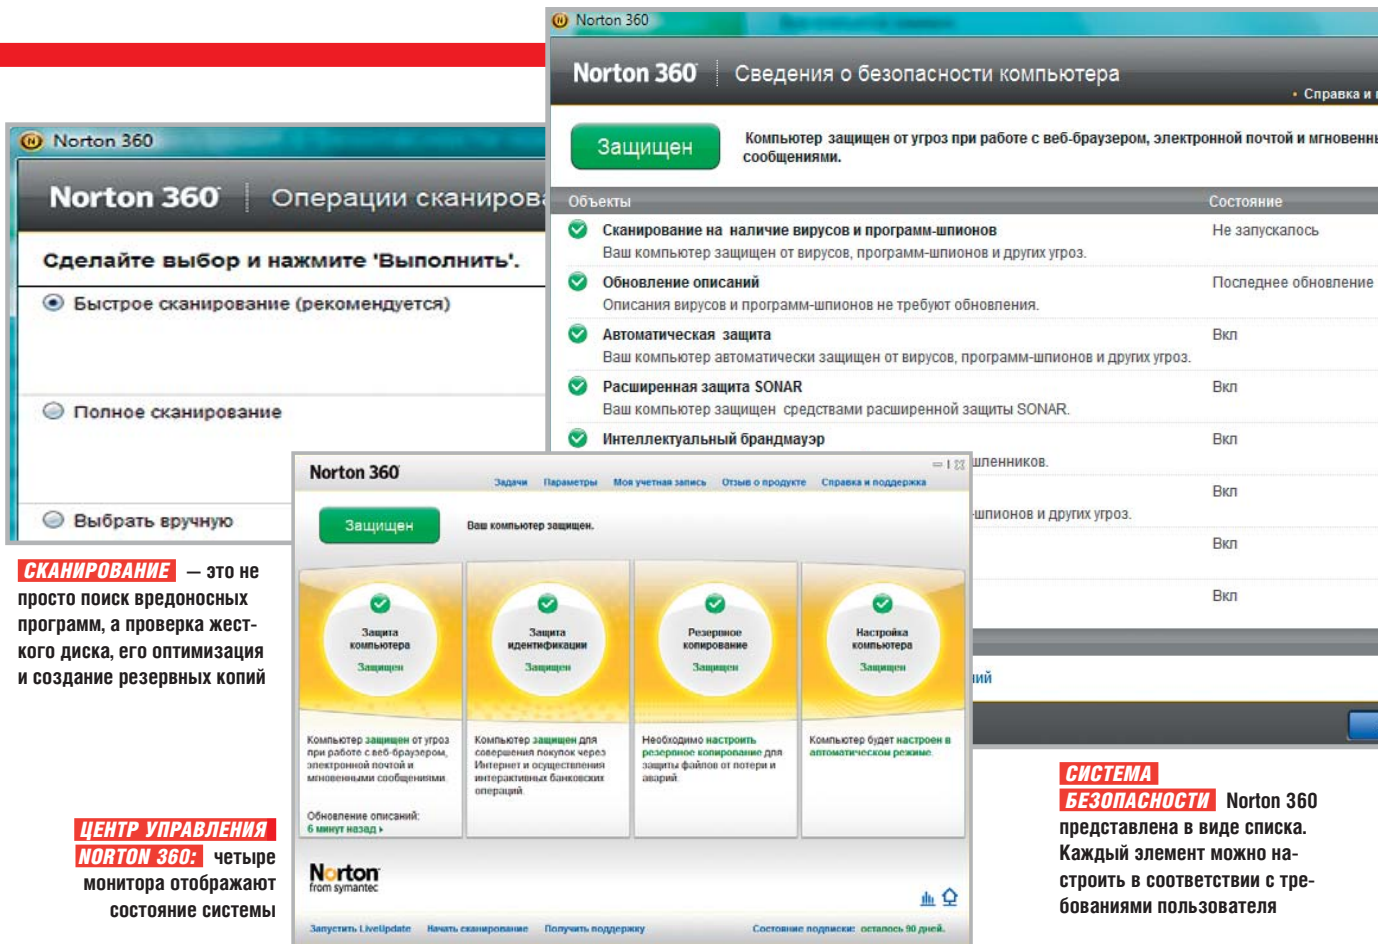 Norton 360
Norton 360 Сведения о безопасности компьютера
• Справка и
Защищен
Компьютер защищен от угроз при работе с веб-браузером, электронной почтой и мгновенн
сообщениями.
Объекты Состояние
Сканирование на наличие вирусов и программ-шпионов Не запускалось
Ваш компьютер защищен от вирусов, программ-шпионов и других угроз.
Обновление описаний Последнее обновление
Описания вирусов и программ-шпионов не требуют обновления.
Автоматическая защита Вкл
Ваш компьютер автоматически защищен от вирусов, программ-шпионов и других угроз.
Расширенная защита SONAR Вкл
Ваш компьютер защищен средствами расширенной защиты SONAR.
Интеллектуальный брандмауэр Вкл
шленников.
Вкл
-шпионов и других угроз.
Вкл
Вкл
ий
Norton 360
Norton 360 Операции сканирова
Сделайте выбор и нажмите 'Выполнить'.
Быстрое сканирование (рекомендуется)
Полное сканирование
Выбрать вручную
СКАНИРОВАНИЕ — это не
просто поиск вредоносных
программ, а проверка жест-
кого диска, его оптимизация
и создание резервных копий
Norton 360
Задачи Параметры Моя учетная запись Отзыв о продукте Справка и поддержка
Защищен Ваш компьютер защищен.
Защита
компьютера
Защищен
Защита
идентификации
Защищен
Резервное
копирование
Защищен
Настройка
компьютера
Защищен
Компьютер защищен от угроз
при работе с веб-браузером,
электронной почтой и
мгновенными сообщениями.
Обновление описаний:
6 минут назад
Компьютер защищен для
совершения покупок через
Интернет и осуществления
интерактивных банковских
операций.
Необходимо настроить
резервное копирование для
защиты файлов от потери и
аварий.
Компьютер будет настроен в
автоматическом режиме.
Norton
from symantec
Запустить LiveUpdate Начать сканирование Получить поддержку Состояние подписки: осталось 90 дней.
ЦЕНТР УПРАВЛЕНИЯ
NORTON 360: четыре
монитора отображают
состояние системы
СИСТЕМА
БЕЗОПАСНОСТИ Norton 360
представлена в виде списка.
Каждый элемент можно на-
строить в соответствии с тре-
бованиями пользователя